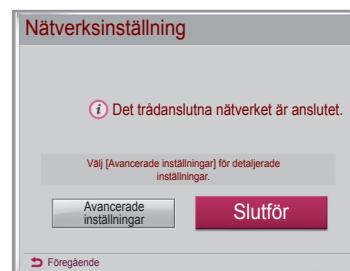 Nätverksinställning
Det trådanslutna nätverket är anslutet.
Välj [Avancerade inställningar] för detaljerade
inställningar.
Avancerade
inställningar
Slutför
Föregående